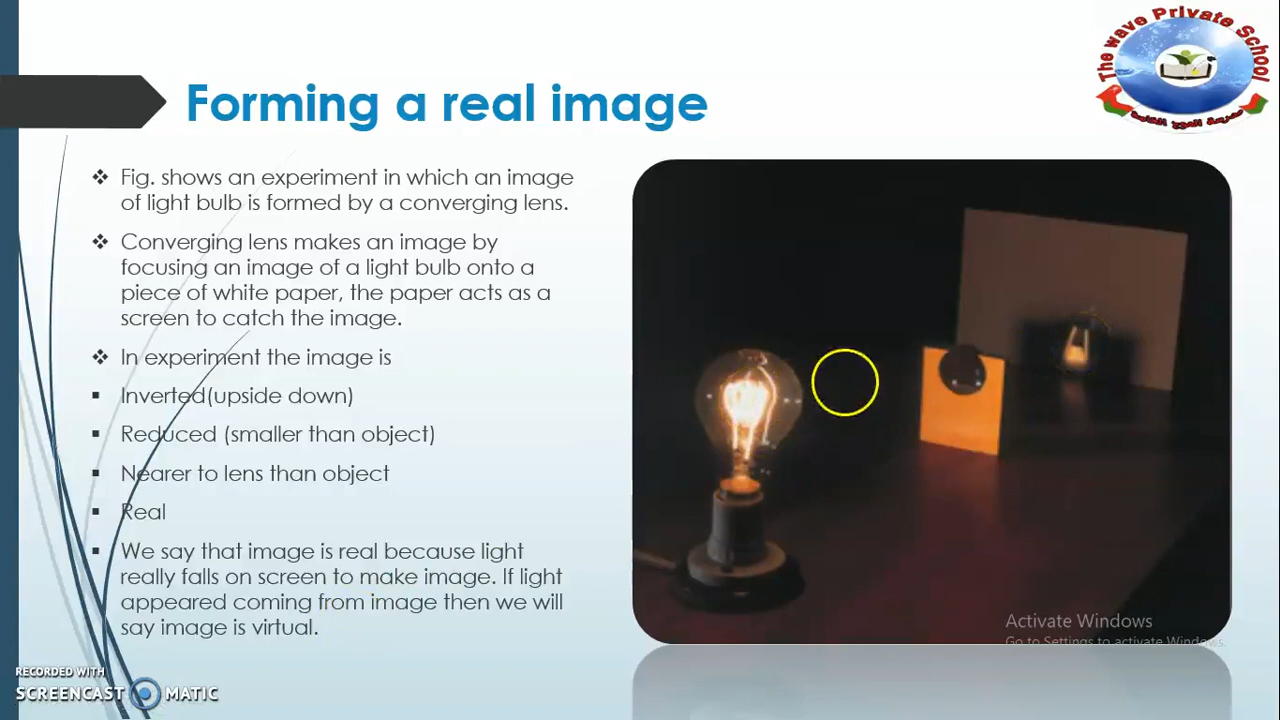 The wave Private School
مدرسة الموج الخاصة
Forming a real image
❖ Fig. shows an experiment in which an image
of light bulb is formed by a converging lens.
❖ Converging lens makes an image by
focusing an image of a light bulb onto a
piece of white paper, the paper acts as a
screen to catch the image.
❖ In experiment the image is
▪ Inverted(upside down)
▪ Reduced (smaller than object)
▪ Nearer to lens than object
▪ Real
▪ We say that image is real because light
really falls on screen to make image. If light
appeared coming from image then we will
say image is virtual.
Activate Windows
Go to Settings to activate Windows.
RECORDED WITH
SCREENCAST MATIC